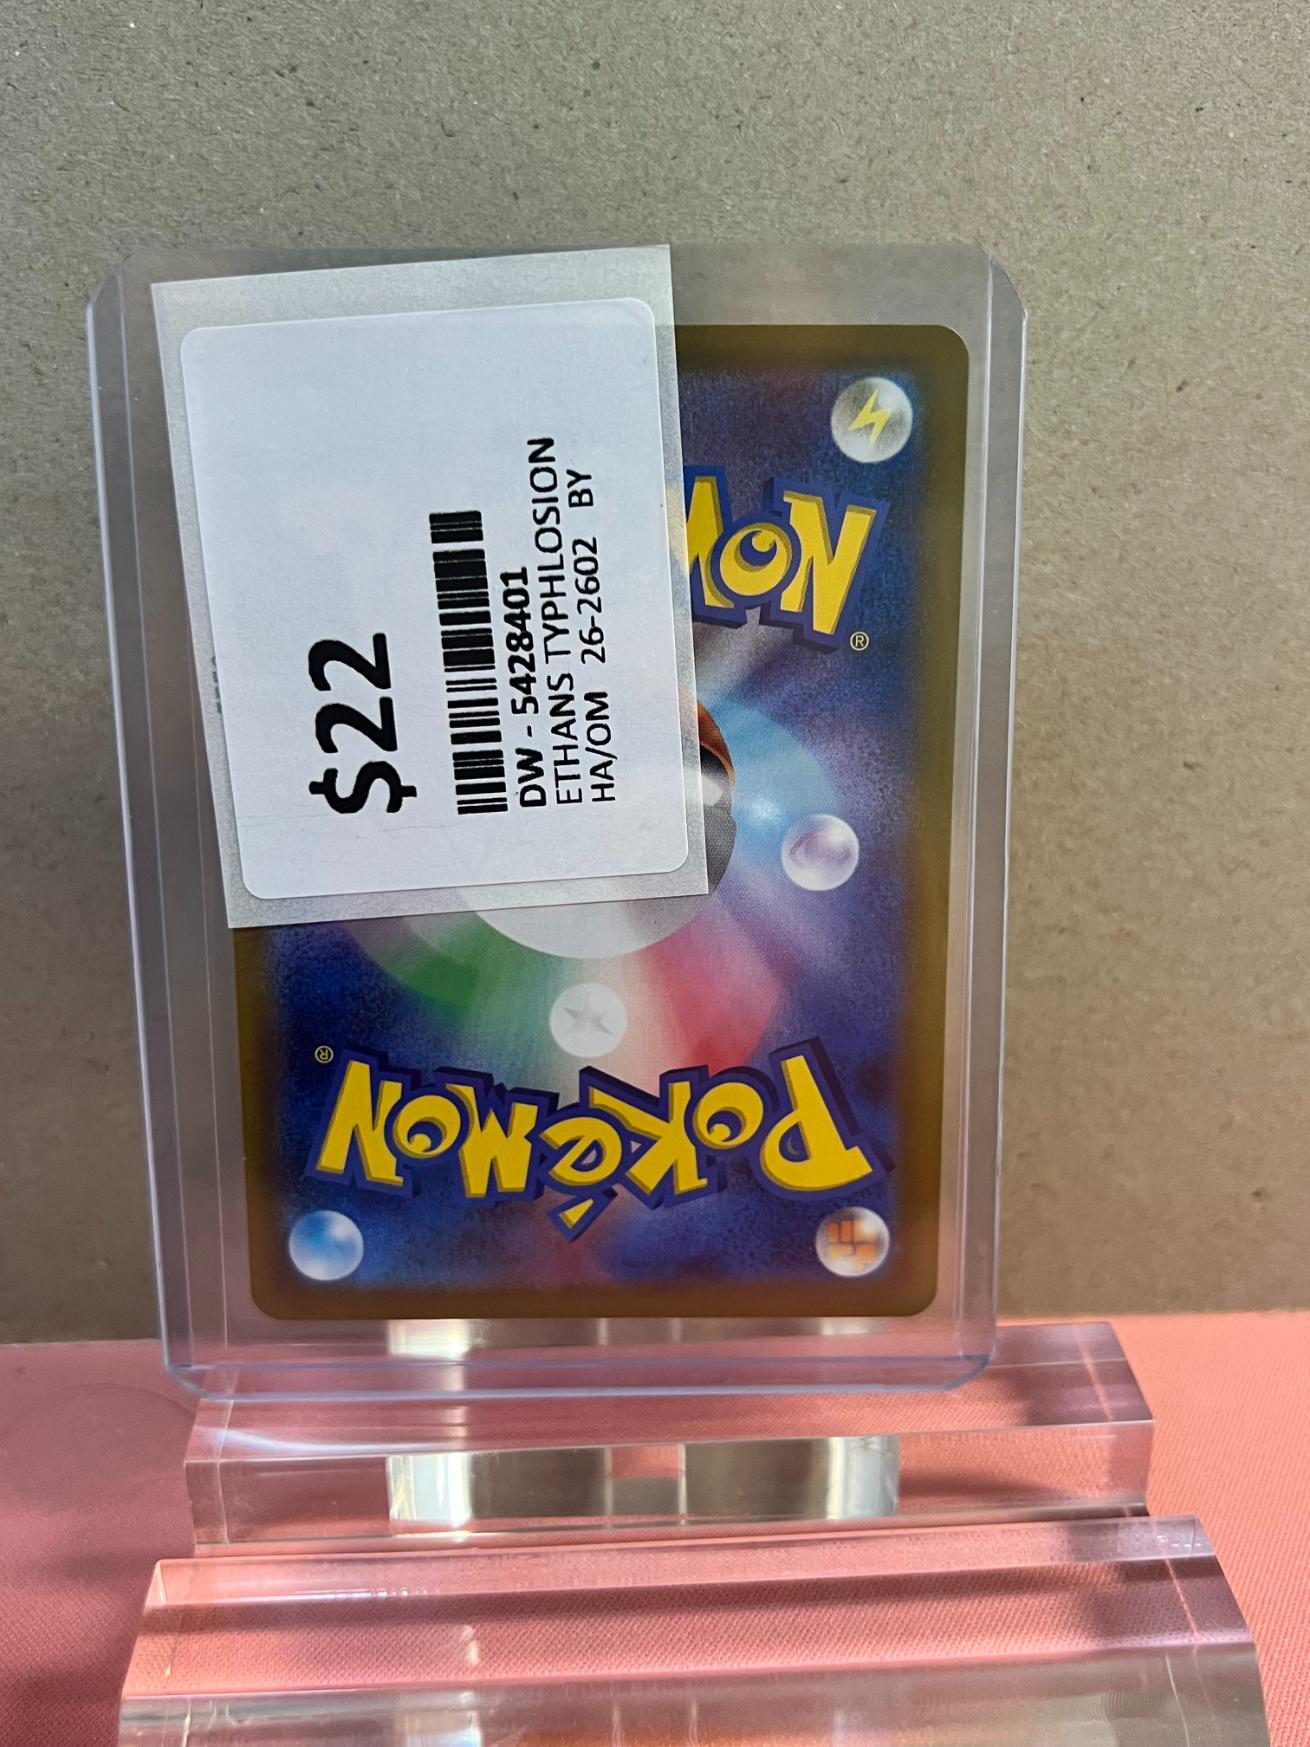 $22
DW - 5428401
ETHANS TYPHLOSION
HA/OM 26-2602 BY
MON
®
®
POKéMON